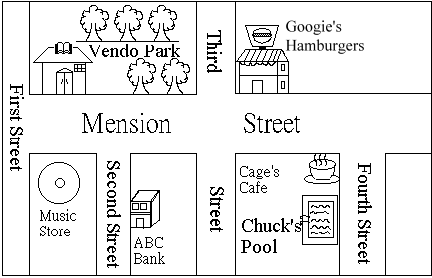 Vendo Park
Third
Googie's
Hamburgers
First Street
Mension Street
Music
Store
Second Street
ABC
Bank
Street
Cage's
Cafe
Chuck's
Pool
Fourth Street